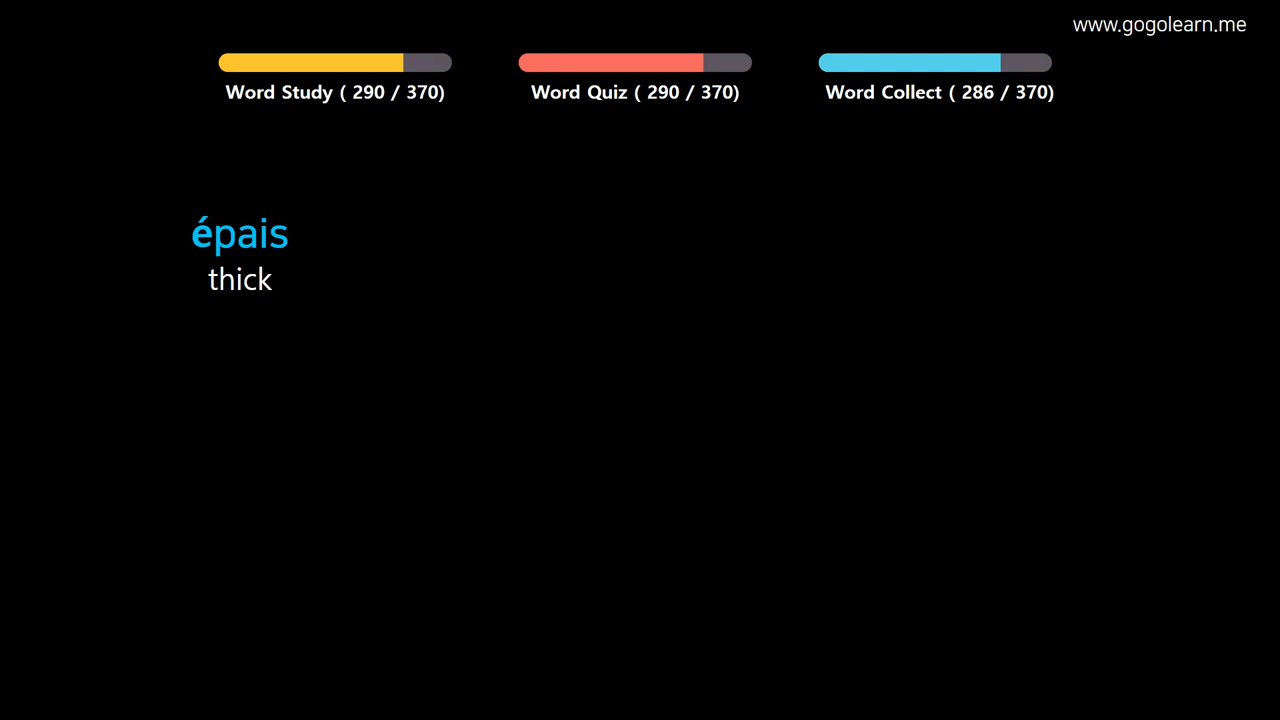 www.gogolearn.me
Word Study ( 290 / 370)
Word Quiz ( 290 / 370)
Word Collect ( 286 / 370)
épais
thick